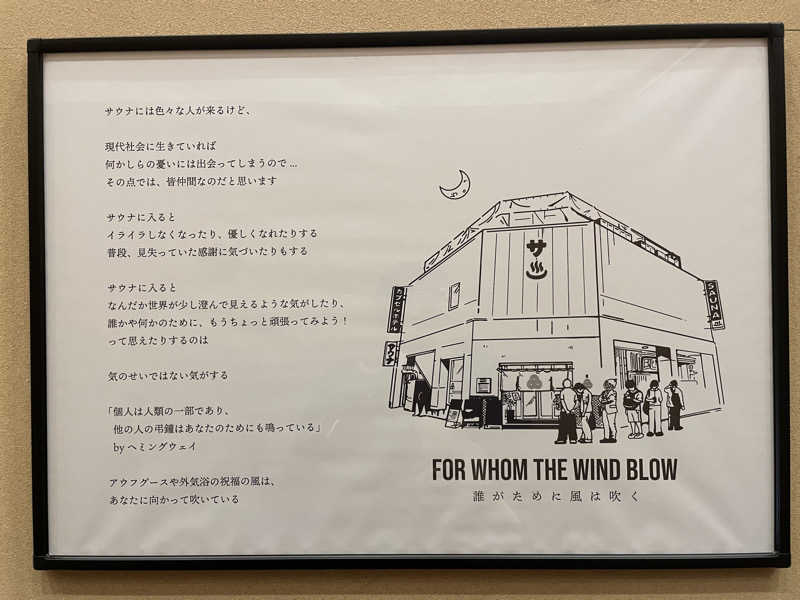 サウナには色々な人が来るけど、
現代社会に生きていれば
何かしらの憂いには出会ってしまうので...
その点では、皆仲間なのだと思います
サウナに入ると
イライラしなくなったり、優しくなれたりする
普段、見失っていた感謝に気づいたりもする
サウナに入ると
なんだか世界が少し澄んで見えるような気がしたり、
誰かや何かのために、もうちょっと頑張ってみよう！
って思えたりするのは
気のせいではない気がする
「個人は人類の一部であり、
他の人の弔鐘はあなたのためにも鳴っている」
by ヘミングウェイ
アウフグースや外気浴の祝福の風は、
あなたに向かって吹いている
サ
カプセルホテル
サウナ
SAUNA
FOR WHOM THE WIND BLOW
誰がために風は吹く